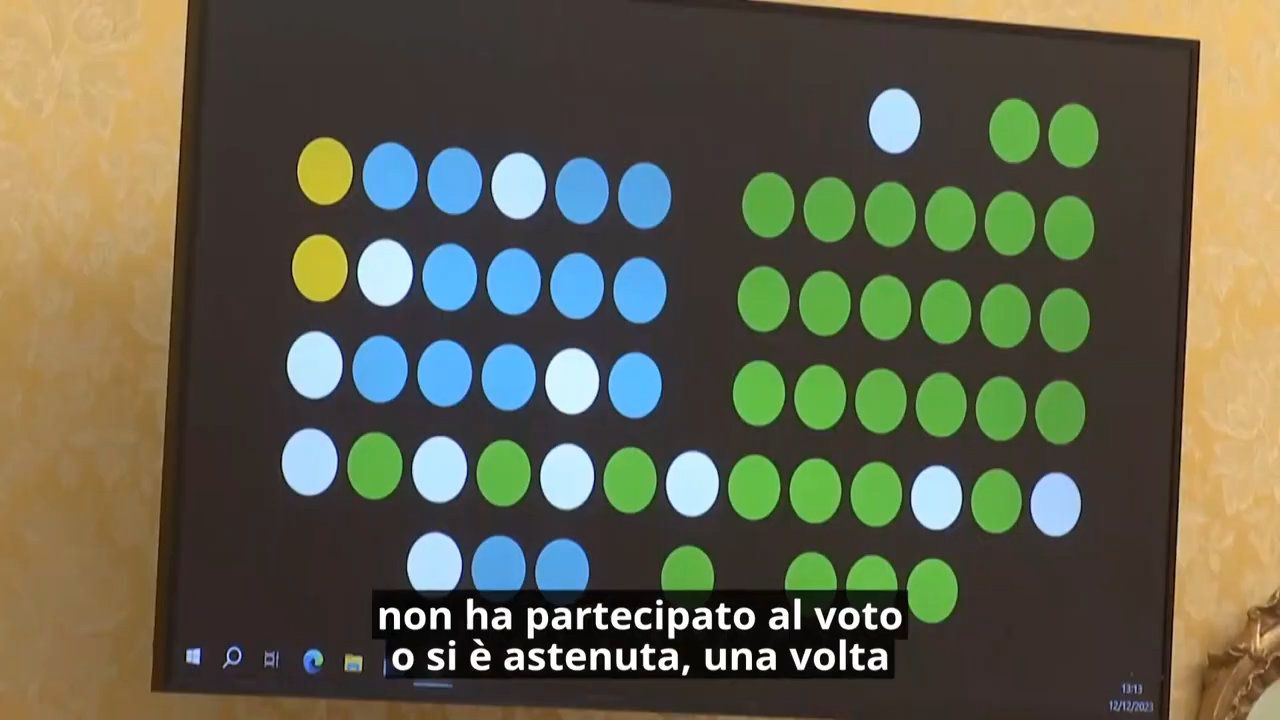 non ha partecipato al voto
o si è astenuta, una volta
13:13
12/12/2023